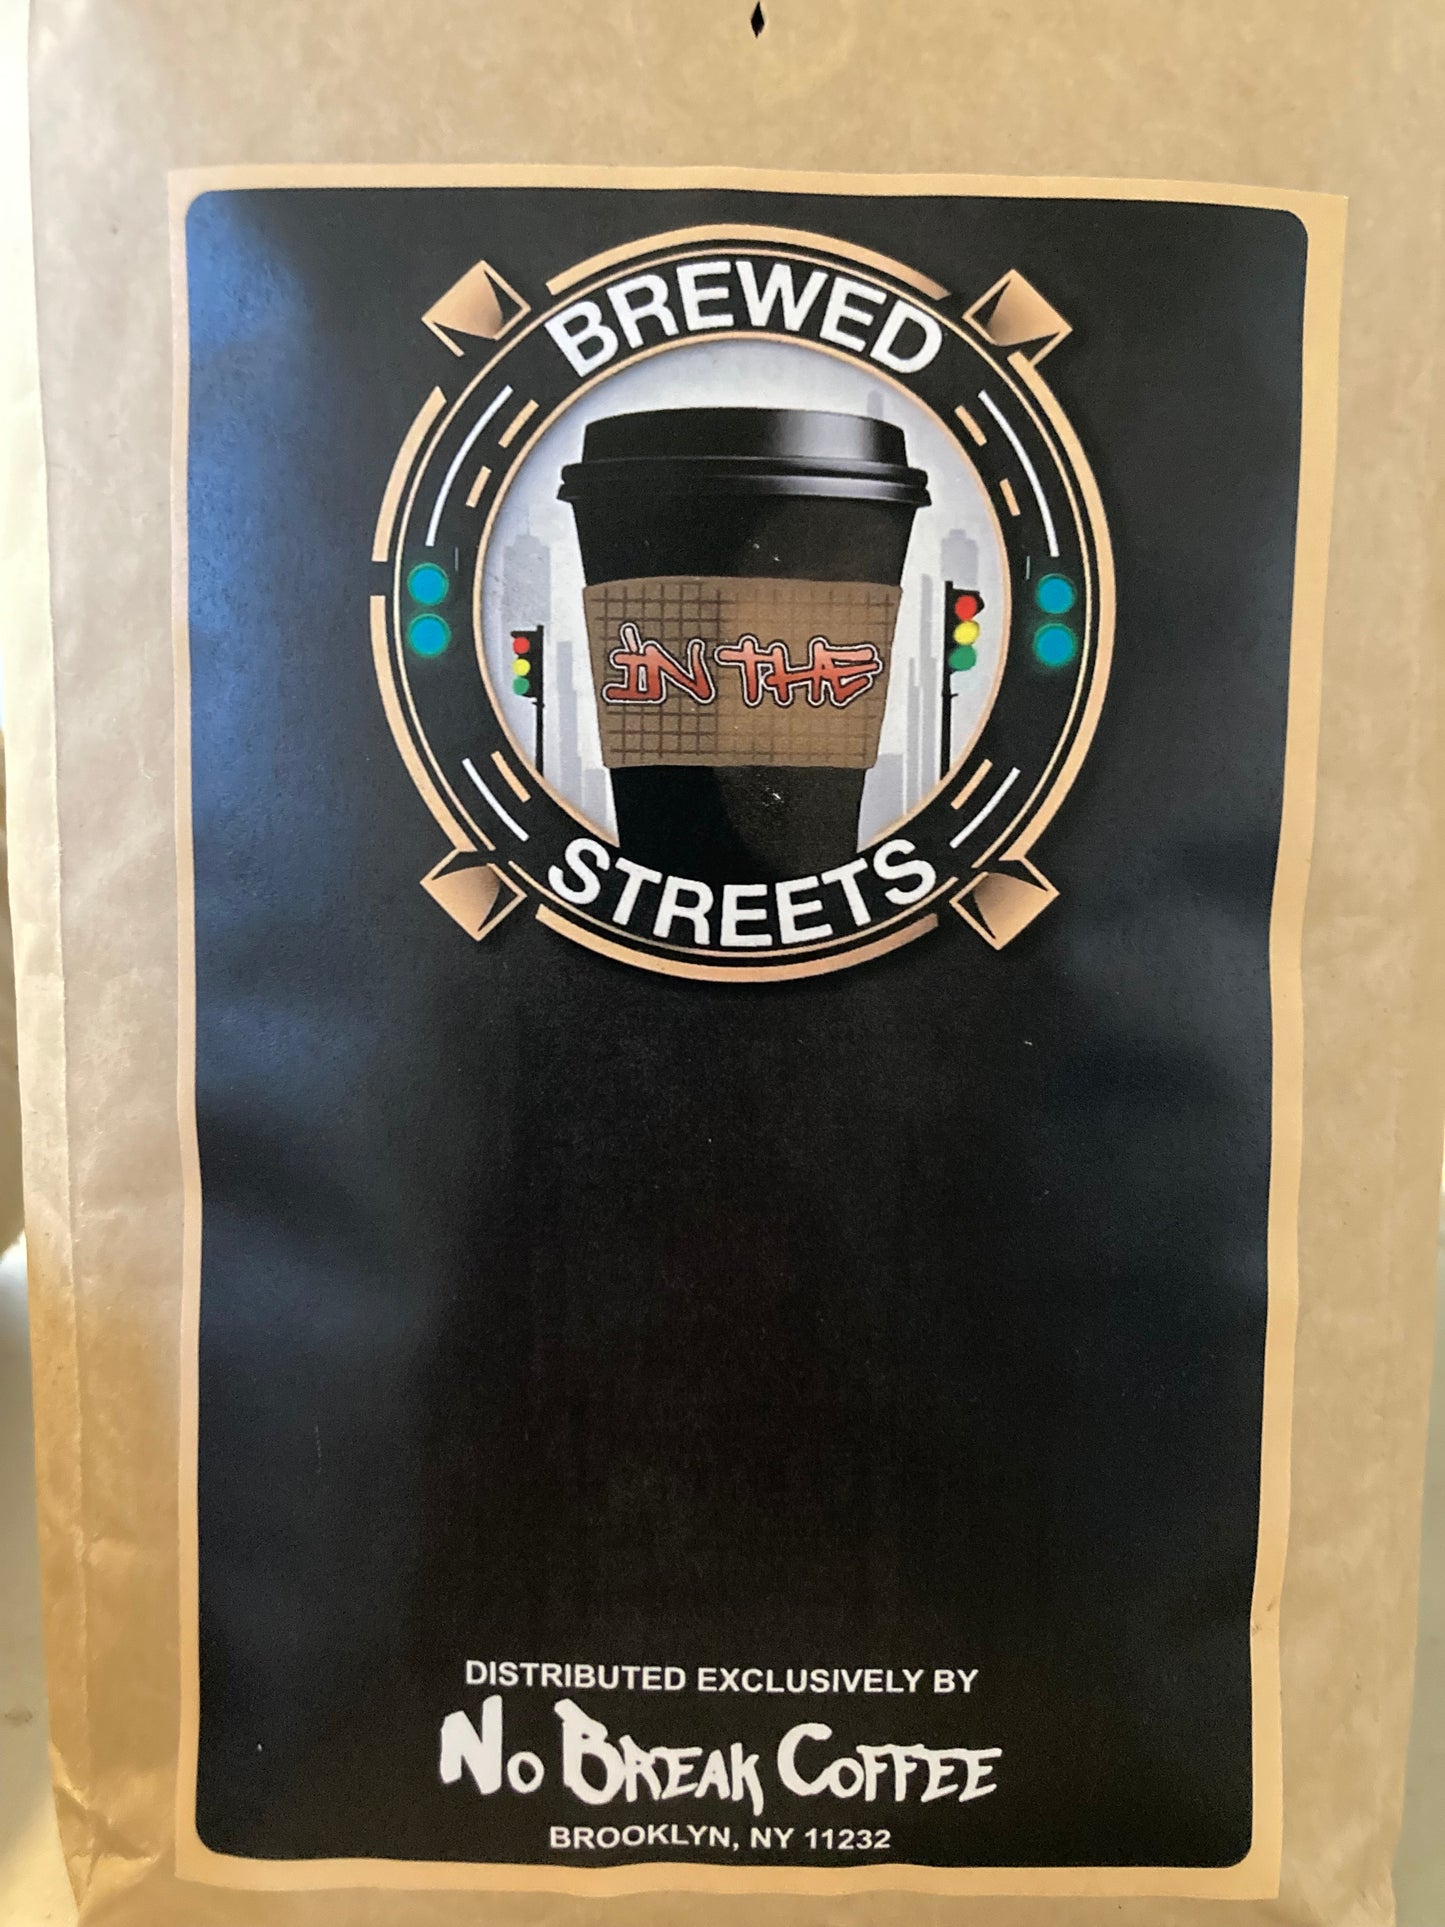 BREWED
IN THE
STREETS
DISTRIBUTED EXCLUSIVELY BY
NO BREAK COFFEE
BROOKLYN, NY 11232